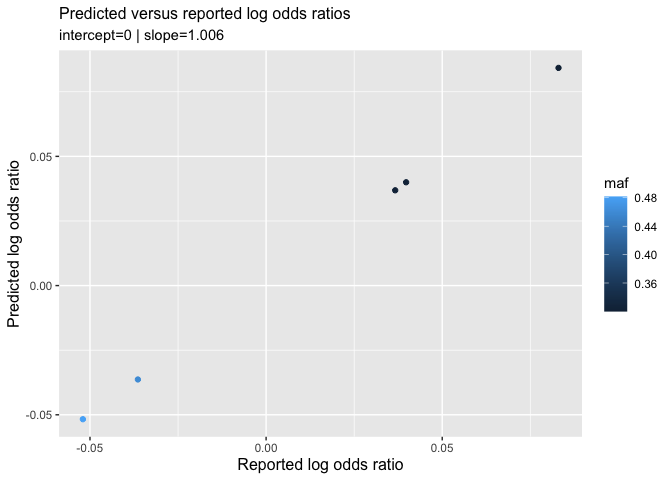 Predicted versus reported log odds ratios
intercept=0 | slope=1.006
Predicted log odds ratio
0.05
0.00
-0.05
-0.05
0.00
0.05
Reported log odds ratio
maf
0.48
0.44
0.40
0.36